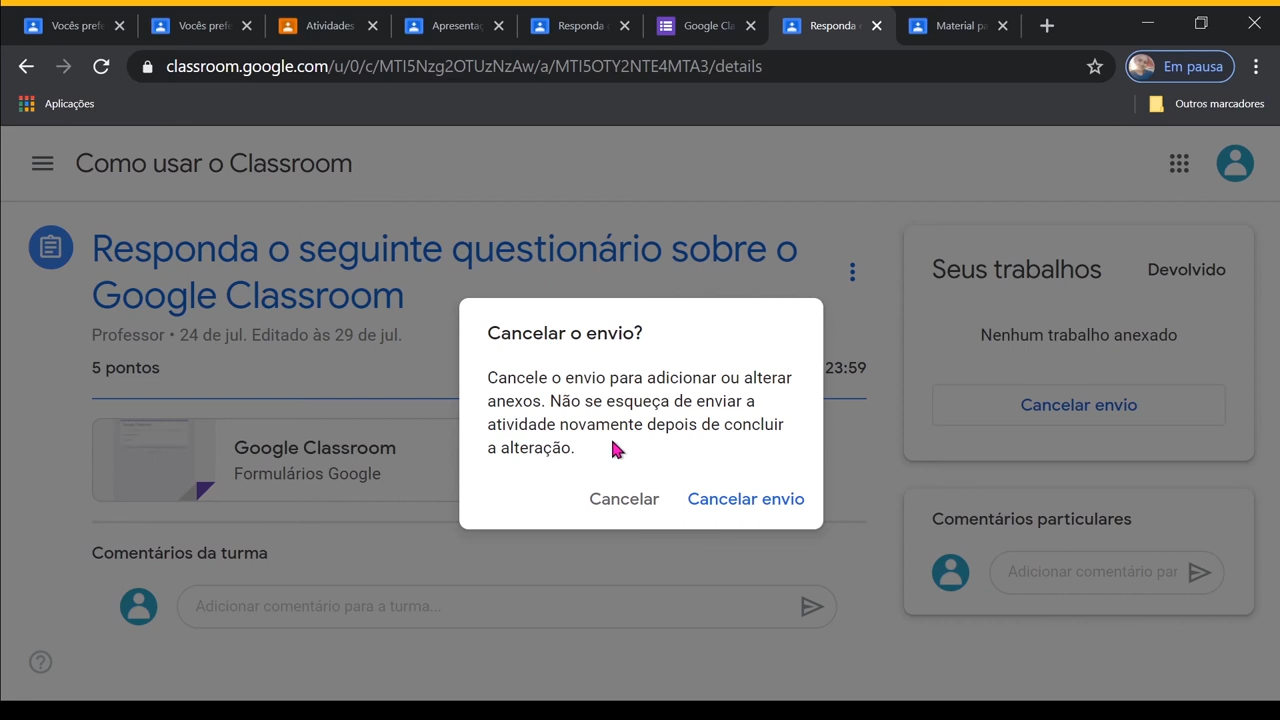 Vocês prefe
Vocês prefe
Atividades
Apresentaç
Responda o
Google Cla
Responda o
Material pa
classroom.google.com/u/0/c/MTI5Nzg2OTUzNzAw/a/MTI5OTY2NTE4MTA3/details
Em pausa
Aplicações
Outros marcadores
Como usar o Classroom
Responda o seguinte questionário sobre o
Google Classroom
Professor • 24 de jul. Editado às 29 de jul.
5 pontos
23:59
Google Classroom
Formulários Google
Comentários da turma
Adicionar comentário para a turma...
Cancelar o envio?
Cancele o envio para adicionar ou alterar
anexos. Não se esqueça de enviar a
atividade novamente depois de concluir
a alteração.
Cancelar
Cancelar envio
Seus trabalhos
Devolvido
Nenhum trabalho anexado
Cancelar envio
Comentários particulares
Adicionar comentário par